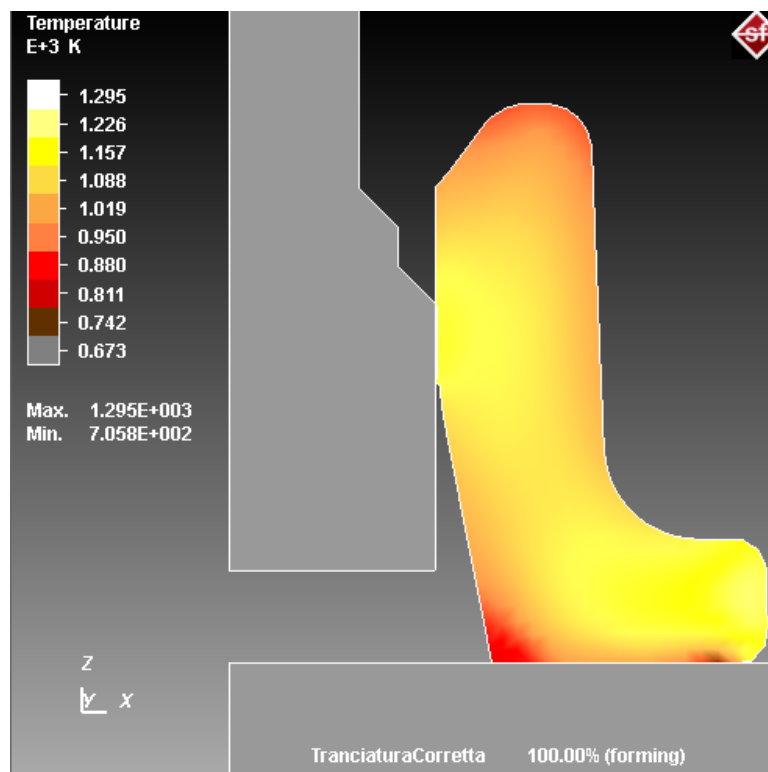 Temperature
E+3 K
sf
1.295
1.226
1.157
1.088
1.019
0.950
0.880
0.811
0.742
0.673
Max. 1.295E+003
Min. 7.058E+002
Z
Y X
TranciaturaCorretta 100.00% (forming)